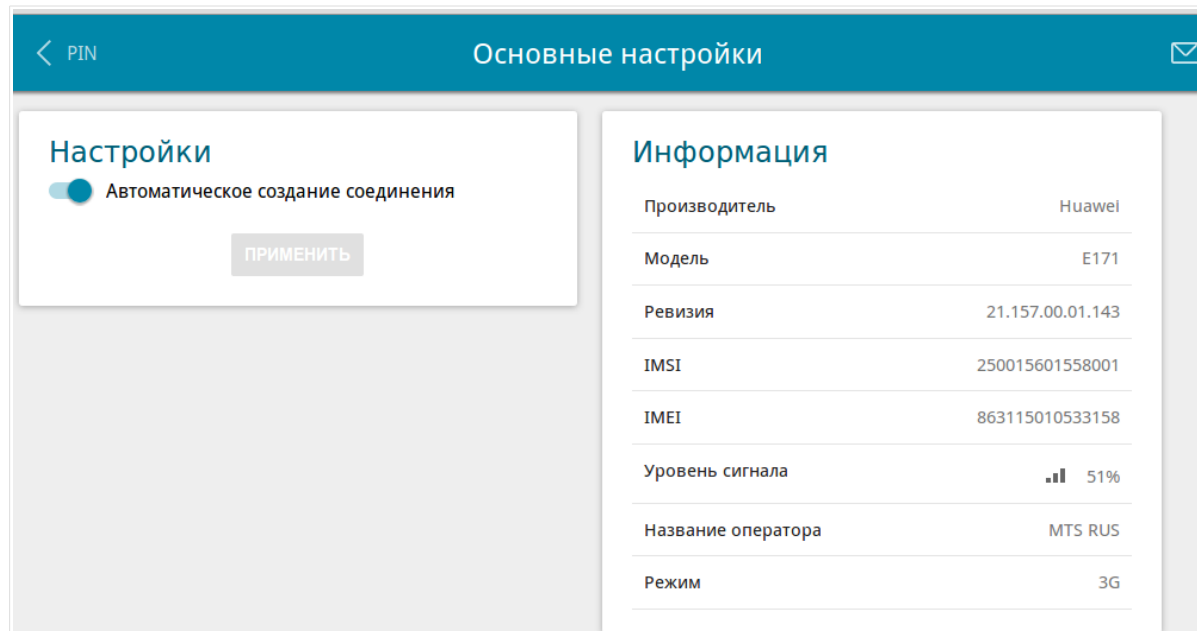 PIN
Основные настройки
Настройки
Автоматическое создание соединения
ПРИМЕНИТЬ
Информация
Производитель Huawei
Модель E171
Ревизия 21.157.00.01.143
IMSI 250015601558001
IMEI 863115010533158
Уровень сигнала 51%
Название оператора MTS RUS
Режим 3G